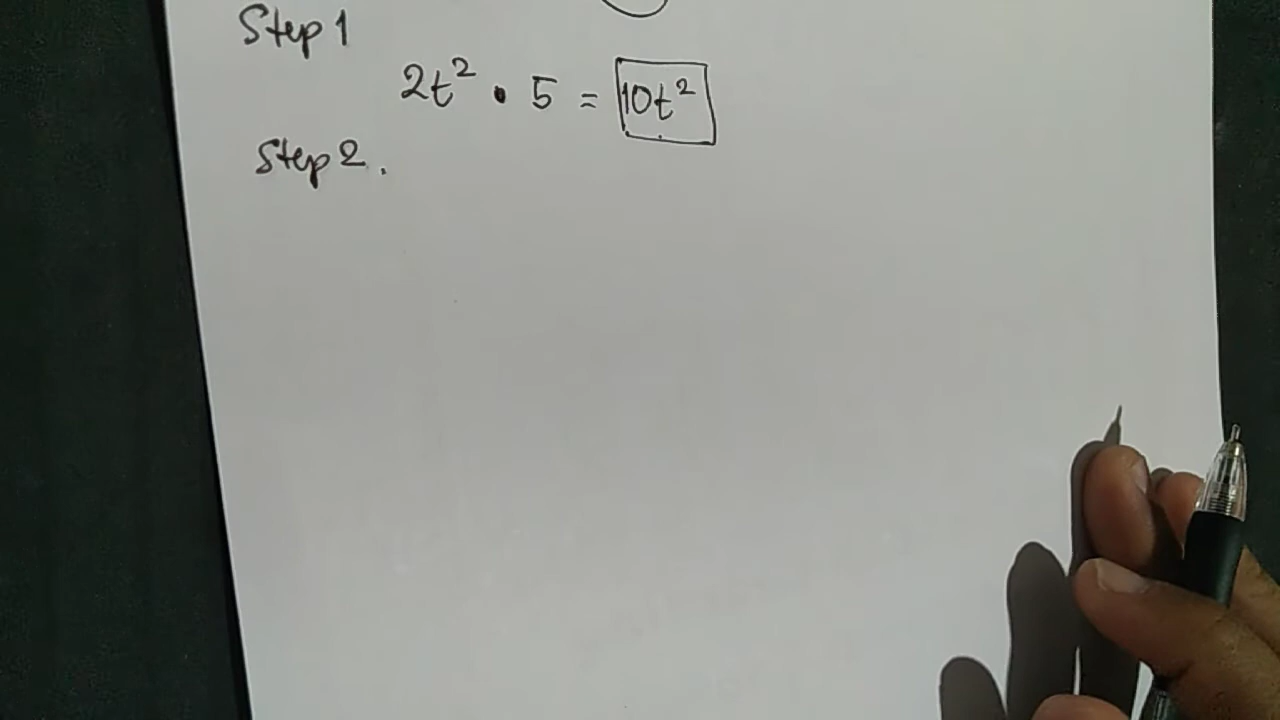 Step 1
2t² • 5 = 10t²
Step 2.